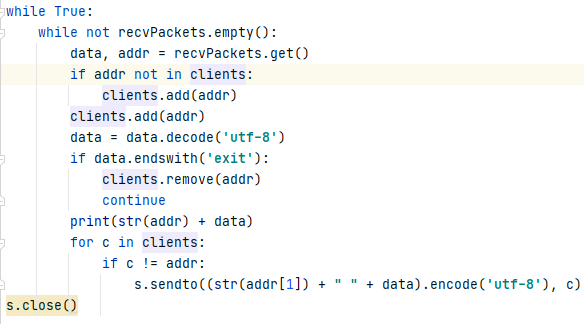 while True:
    while not recvPackets.empty():
        data, addr = recvPackets.get()
        if addr not in clients:
            clients.add(addr)
        clients.add(addr)
        data = data.decode('utf-8')
        if data.endswith('exit'):
            clients.remove(addr)
            continue
        print(str(addr) + data)
        for c in clients:
            if c != addr:
                s.sendto((str(addr[1]) + " " + data).encode('utf-8'), c)
s.close()